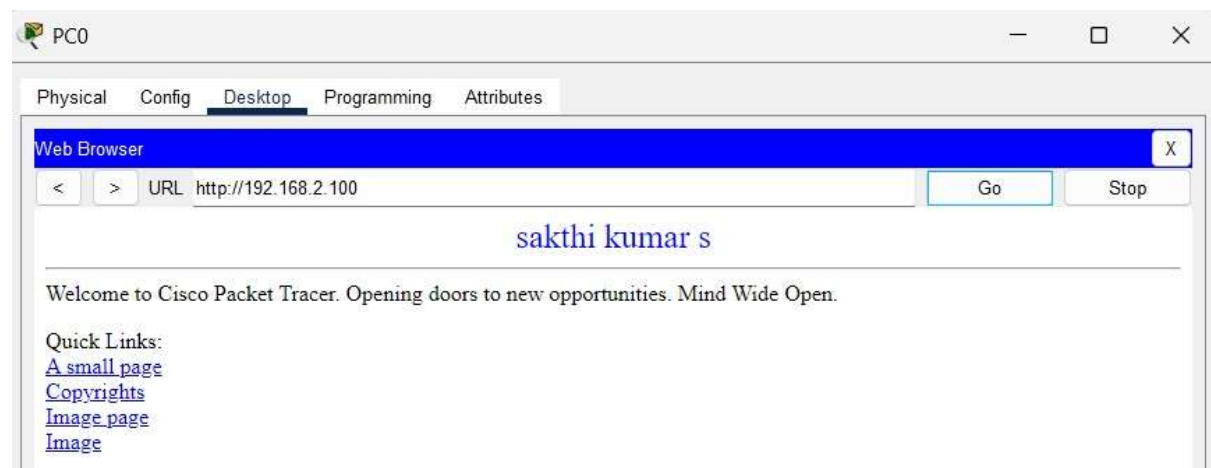 PC0
Physical Config Desktop Programming Attributes
Web Browser X
< > URL http://192.168.2.100 Go Stop
sakthi kumar s
Welcome to Cisco Packet Tracer. Opening doors to new opportunities. Mind Wide Open.
Quick Links:
A small page
Copyrights
Image page
Image